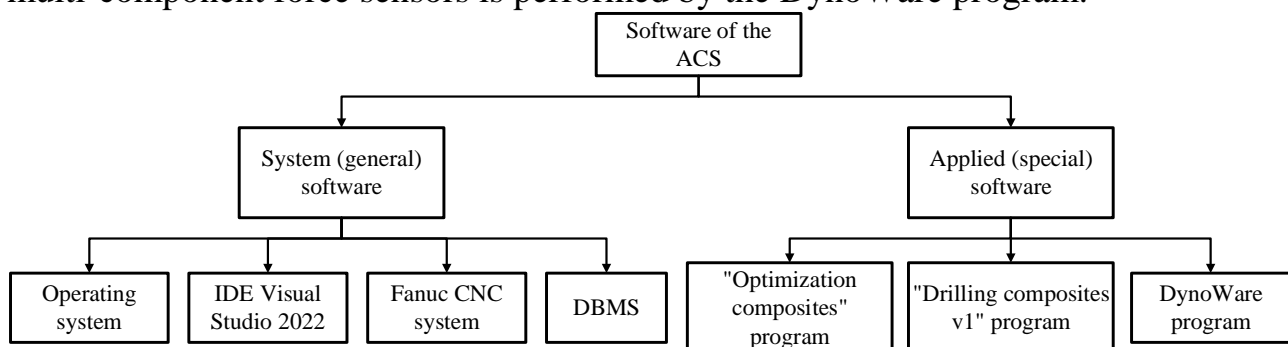 multi-component force sensors is performed by the DynoWare program.
Software of the
ACS
System (general)
software
Applied (special)
software
Operating
system
IDE Visual
Studio 2022
Fanuc CNC
system
DBMS
"Optimization
composites"
program
"Drilling composites
v1" program
DynoWare
program